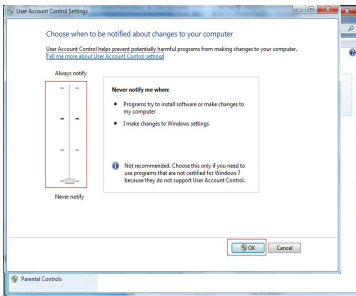 User Account Control Settings
Choose when to be notified about changes to your computer
User Account Control helps prevent potentially harmful programs from making changes to your computer.
Tell me more about User Account Control settings
Always notify
Never notify me when:
• Programs try to install software or make changes to
my computer
• I make changes to Windows settings
Not recommended. Choose this only if you need to
use programs that are not certified for Windows 7
because they do not support User Account Control.
Never notify
OK
Cancel
Parental Controls